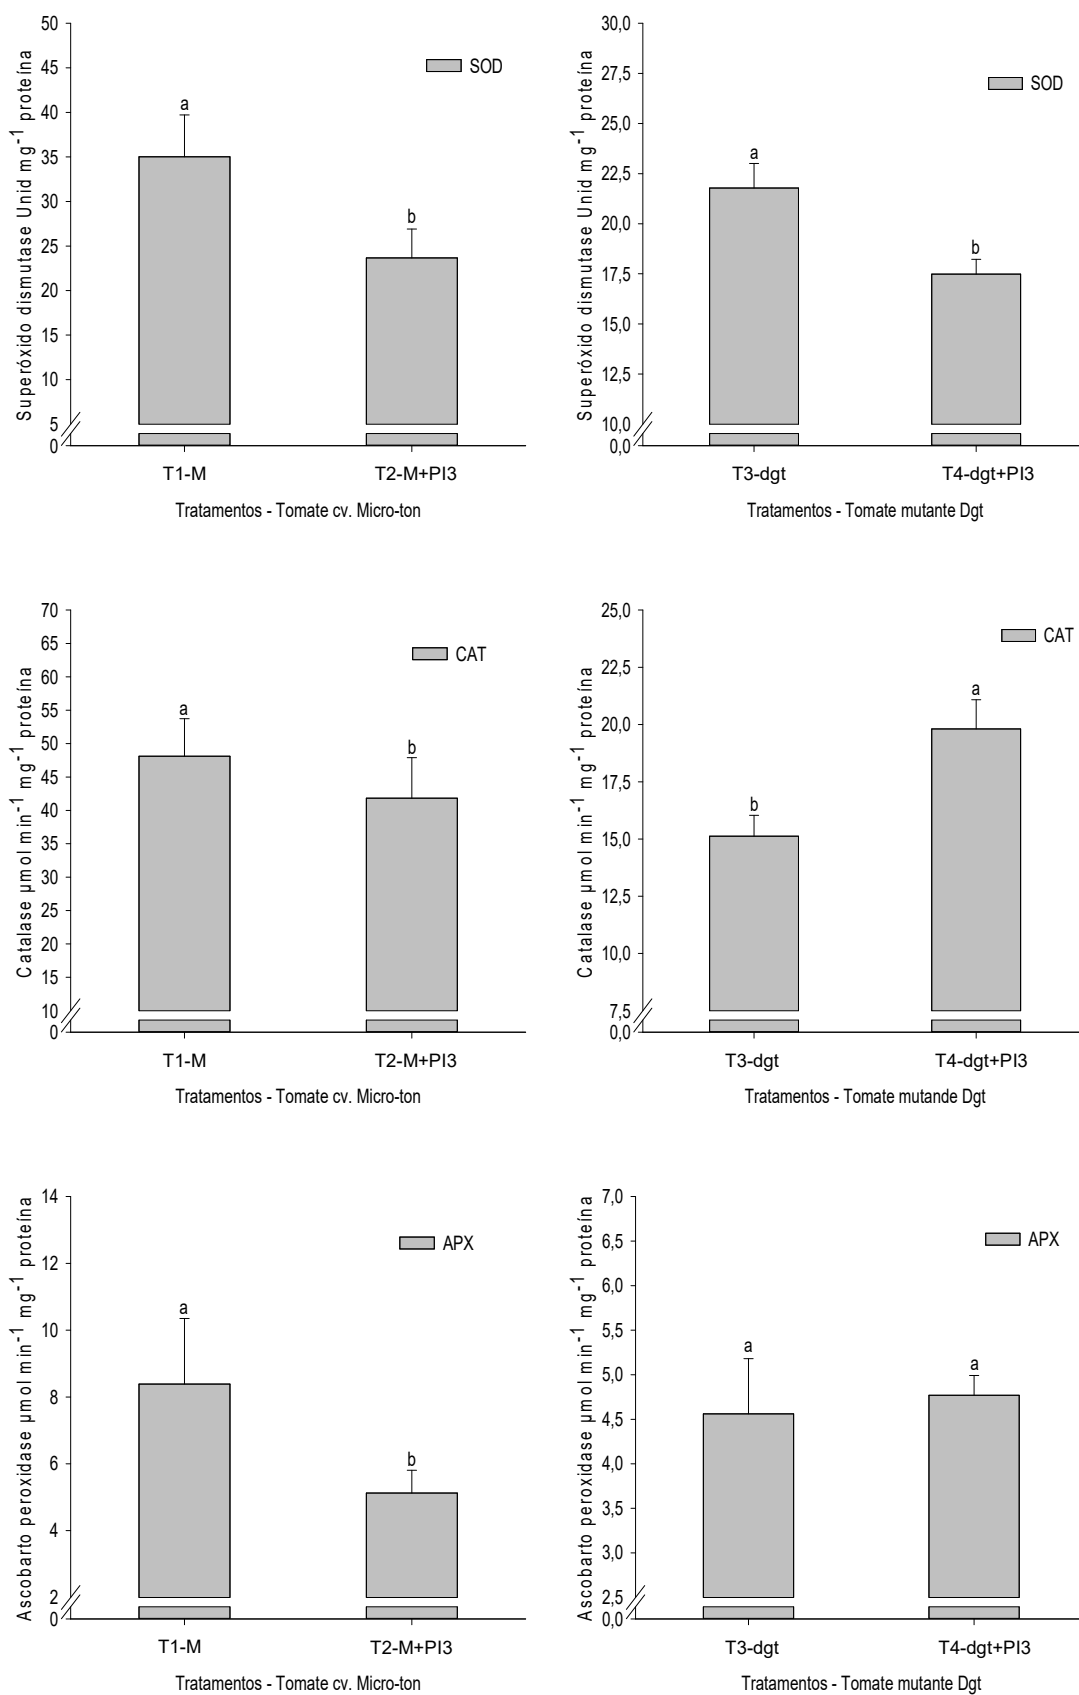 Superóxido dismutase Unid mg⁻¹ proteína
50
45
40
35
30
25
20
15
10
5
0
SOD
a
b
T1-M
T2-M+PI3
Tratamentos - Tomate cv. Micro-ton
Superóxido dismutase Unid mg⁻¹ proteína
30,0
27,5
25,0
22,5
20,0
17,5
15,0
12,5
10,0
0,0
SOD
a
b
T3-dgt
T4-dgt+PI3
Tratamentos - Tomate mutante Dgt
Catalase µmol min⁻¹ mg⁻¹ proteína
70
65
60
55
50
45
40
35
30
25
20
15
10
0
CAT
a
b
T1-M
T2-M+PI3
Tratamentos - Tomate cv. Micro-ton
Catalase µmol min⁻¹ mg⁻¹ proteína
25,0
22,5
20,0
17,5
15,0
12,5
10,0
7,5
0,0
CAT
b
a
T3-dgt
T4-dgt+PI3
Tratamentos - Tomate mutande Dgt
Ascobarto peroxidase µmol min⁻¹ mg⁻¹ proteína
14
12
10
8
6
4
2
0
APX
a
b
T1-M
T2-M+PI3
Tratamentos - Tomate cv. Micro-ton
Ascobarto peroxidase µmol min⁻¹ mg⁻¹ proteína
7,0
6,5
6,0
5,5
5,0
4,5
4,0
3,5
3,0
2,5
0,0
APX
a
a
T3-dgt
T4-dgt+PI3
Tratamentos - Tomate mutante Dgt